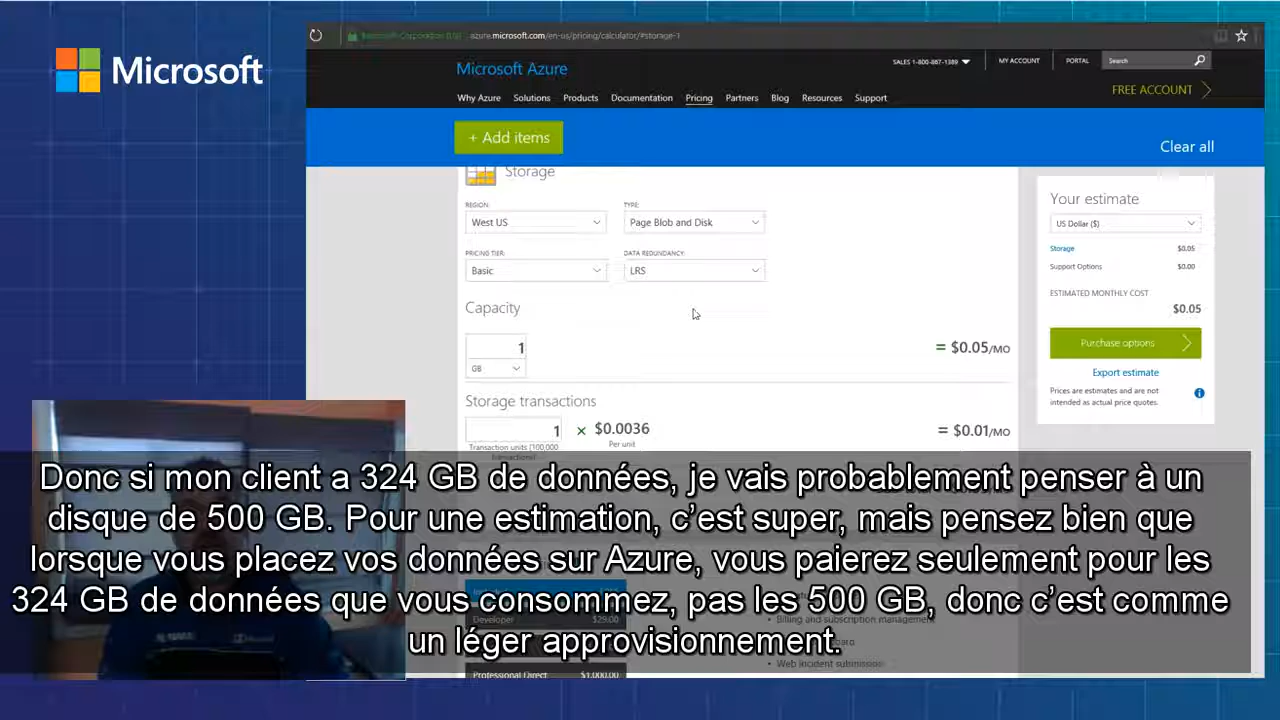 Microsoft
azure.microsoft.com/en-us/pricing/calculator/#storage-1
Microsoft Azure
SALES 1-800-867-1389
MY ACCOUNT
PORTAL
Search
FREE ACCOUNT
Why Azure Solutions Products Documentation Pricing Partners Blog Resources Support
+ Add items
Clear all
Storage
REGION: TYPE:
West US Page Blob and Disk
PRICING TIER: DATA REDUNDANCY:
Basic LRS
Capacity
1
GB
= $0.05/MO
Storage transactions
1 × $0.0036 = $0.01/MO
Per unit
Transaction units (100,000
transactions)
Your estimate
US Dollar ($)
Storage $0.05
Support Options $0.00
ESTIMATED MONTHLY COST
$0.05
Purchase options
Export estimate
Prices are estimates and are not
intended as actual price quotes.
Donc si mon client a 324 GB de données, je vais probablement penser à un
disque de 500 GB. Pour une estimation, c’est super, mais pensez bien que
lorsque vous placez vos données sur Azure, vous paierez seulement pour les
324 GB de données que vous consommez, pas les 500 GB, donc c’est comme
un léger approvisionnement.
Developer $29.00
Billing and subscription management
Web incident submission
Professional Direct $1,000.00